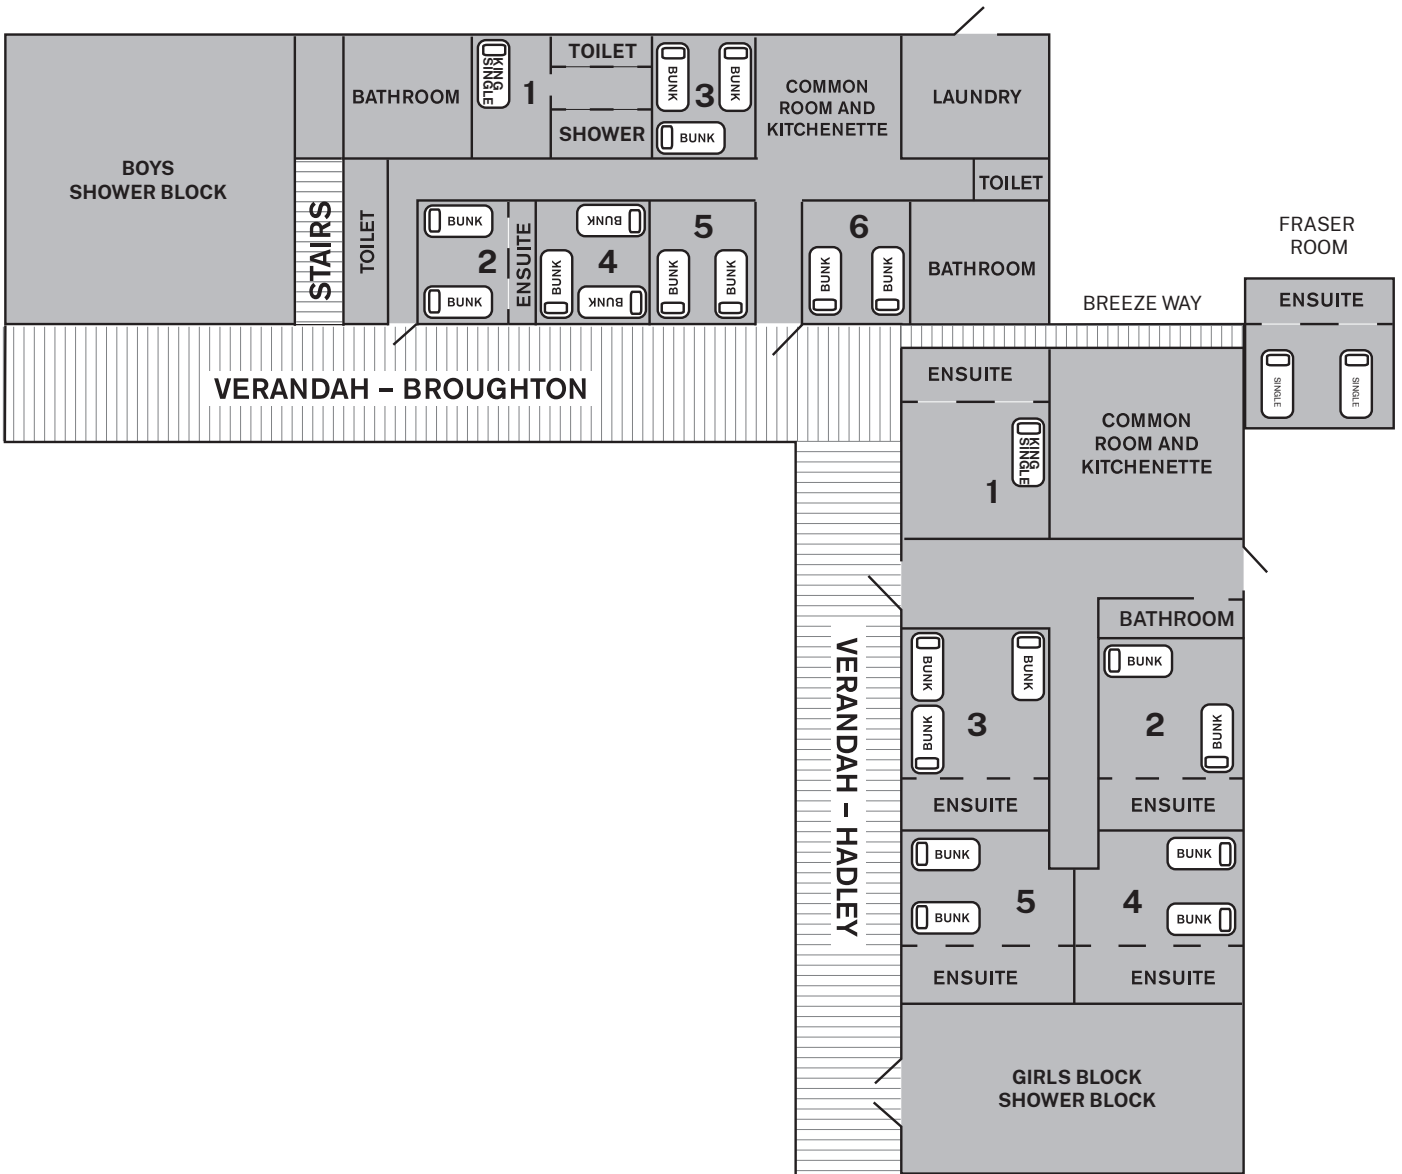 BOYS
SHOWER BLOCK
STAIRS
BATHROOM
TOILET
KING
SINGLE
1
TOILET
SHOWER
BUNK
BUNK
3
BUNK
COMMON
ROOM AND
KITCHENETTE
LAUNDRY
TOILET
BUNK
2
BUNK
ENSUITE
BUNK
BUNK
4
BUNK
5
BUNK
BUNK
6
BUNK
BUNK
BATHROOM
VERANDAH – BROUGHTON
BREEZE WAY
FRASER
ROOM
ENSUITE
SINGLE
SINGLE
ENSUITE
KING
SINGLE
1
COMMON
ROOM AND
KITCHENETTE
BATHROOM
VERANDAH – HADLEY
BUNK
BUNK
BUNK
3
ENSUITE
BUNK
2
BUNK
ENSUITE
BUNK
5
BUNK
ENSUITE
BUNK
4
BUNK
ENSUITE
GIRLS BLOCK
SHOWER BLOCK